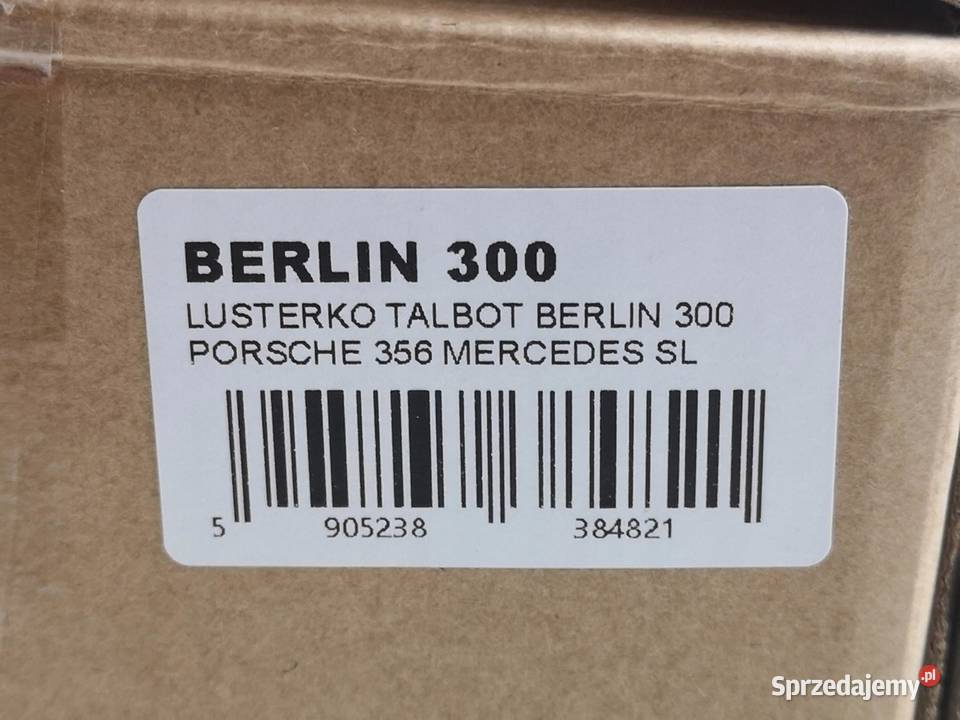 BERLIN 300
LUSTERKO TALBOT BERLIN 300
PORSCHE 356 MERCEDES SL
5 905238 384821
Sprzedajemy.pl